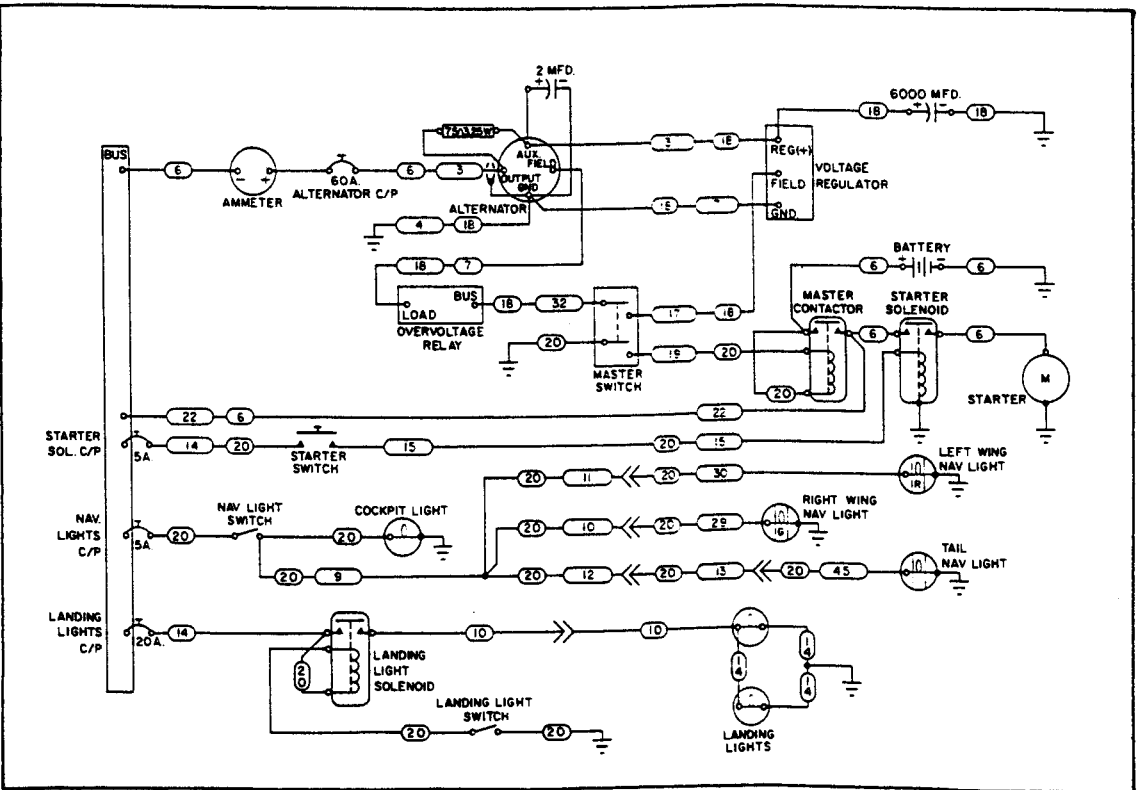 2 MFD.
6000 MFD.
+ -
18
+ -
18
3
18
REG(+)
VOLTAGE
REGULATOR
FIELD
GND.
BUS
6
- +
AMMETER
60A.
ALTERNATOR C/P
6
3
AUX.
FIELD
OUTPUT
GND
ALTERNATOR
4
18
18
7
BUS
LOAD
OVERVOLTAGE
RELAY
18
32
20
MASTER
SWITCH
17
18
19
20
BATTERY
6
+ -
6
MASTER
CONTACTOR
STARTER
SOLENOID
6
6
20
M
STARTER
22
6
22
STARTER
SOL. C/P
5A.
14
20
STARTER
SWITCH
15
20
15
20
11
20
30
1R
LEFT WING
NAV LIGHT
NAV.
LIGHTS
C/P
5A
20
NAV LIGHT
SWITCH
20
COCKPIT LIGHT
20
10
20
29
1G
RIGHT WING
NAV LIGHT
20
9
20
12
20
13
20
45
TAIL
NAV LIGHT
LANDING
LIGHTS
C/P
20A.
14
20
LANDING
LIGHT
SOLENOID
10
10
14
14
14
LANDING
LIGHTS
LANDING LIGHT
SWITCH
20
20